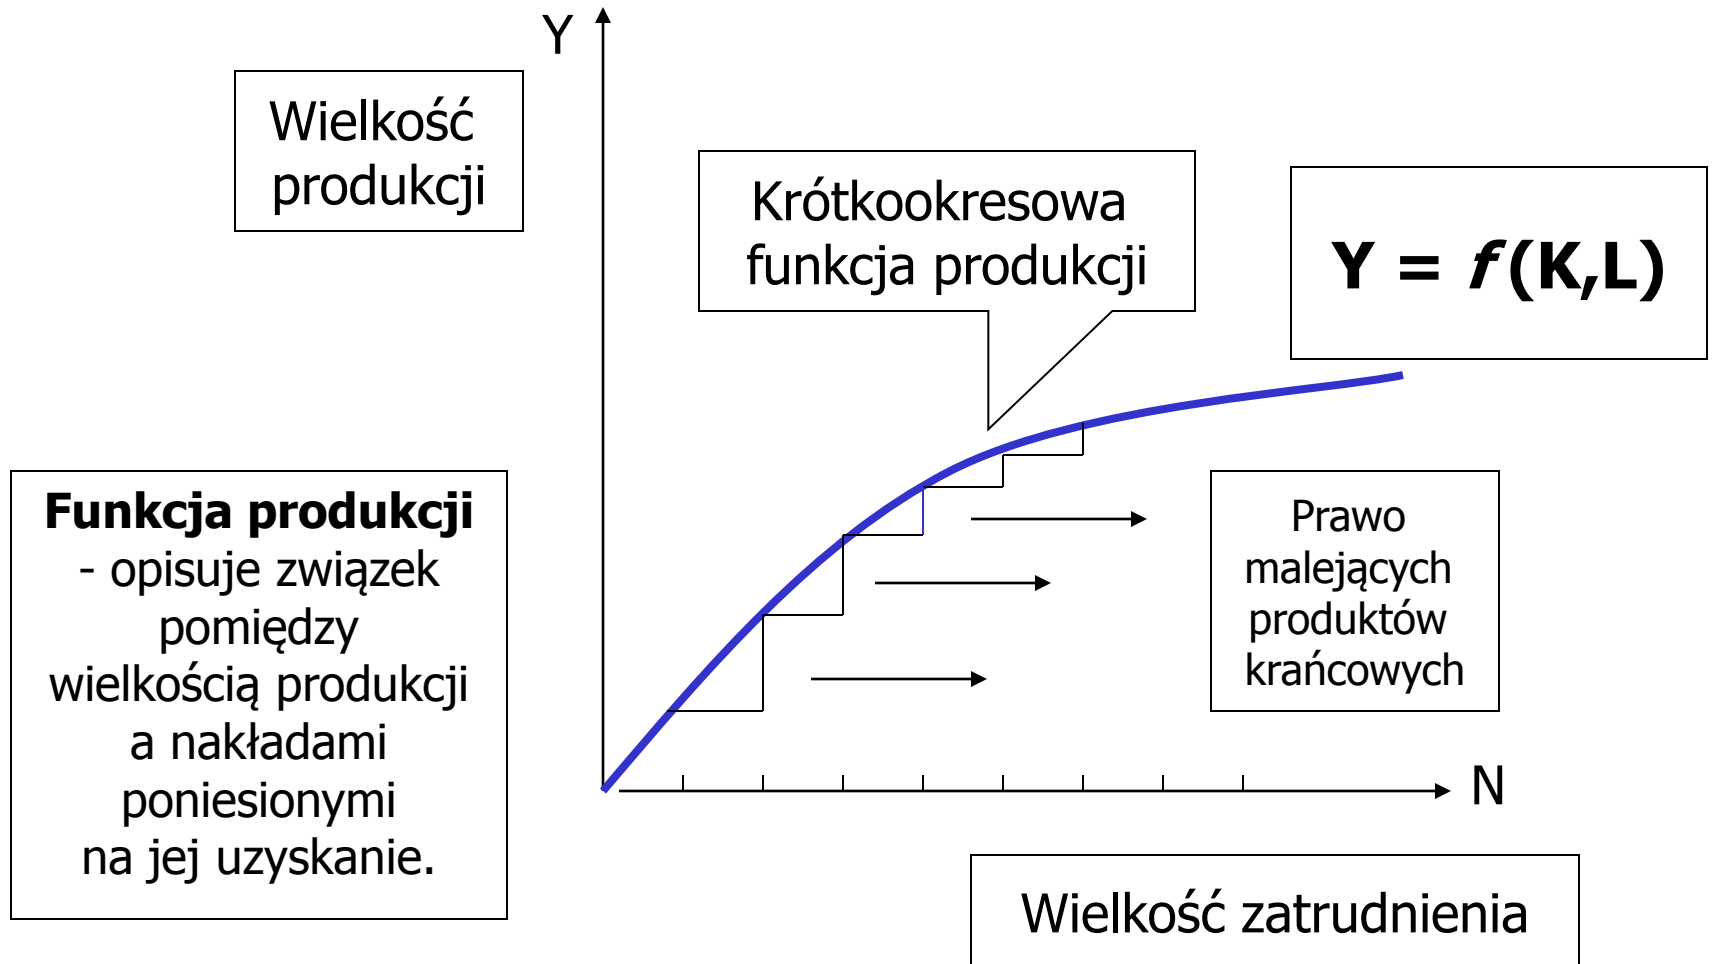 Y
Wielkość
produkcji
Krótkookresowa
funkcja produkcji
Y = f (K,L)
Funkcja produkcji
- opisuje związek
pomiędzy
wielkością produkcji
a nakładami
poniesionymi
na jej uzyskanie.
Prawo
malejących
produktów
krańcowych
N
Wielkość zatrudnienia